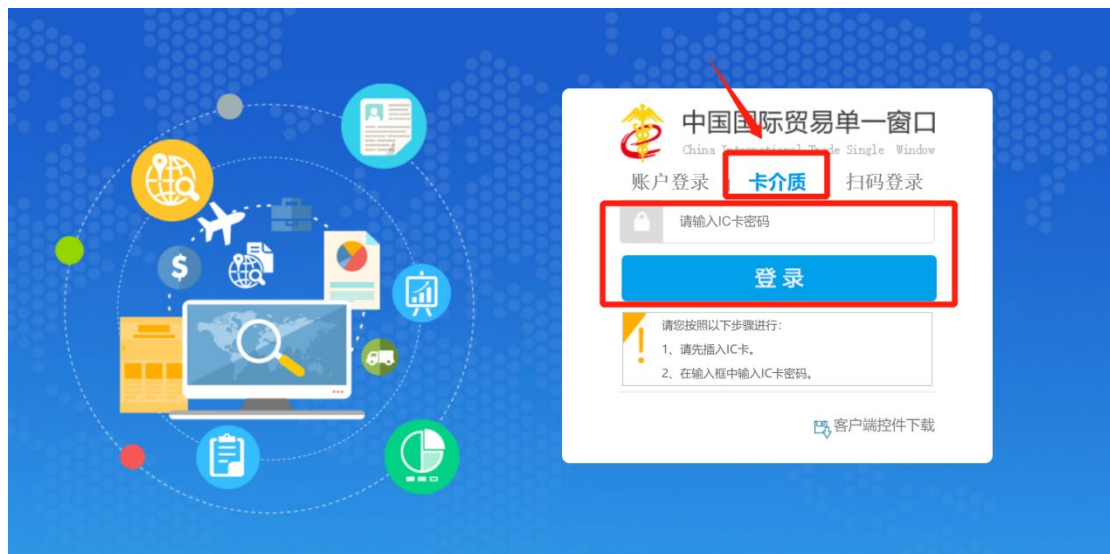 中国国际贸易单一窗口
China International Trade Single Window
账户登录 卡介质 扫码登录
请输入IC卡密码
登录
请您按照以下步骤进行：
1、请先插入IC卡。
2、在输入框中输入IC卡密码。
客户端控件下载